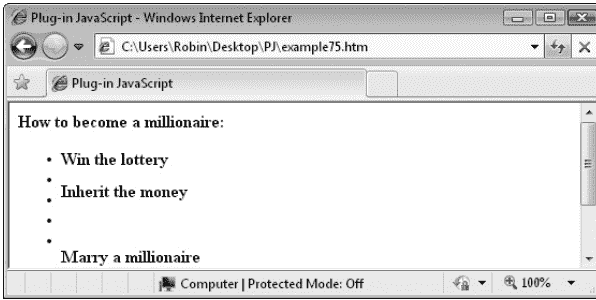 Plug-in JavaScript - Windows Internet Explorer
C:\Users\Robin\Desktop\PJ\example75.htm
Plug-in JavaScript
How to become a millionaire:
• Win the lottery
•
• Inherit the money
•
•
Marry a millionaire
Computer | Protected Mode: Off
100%